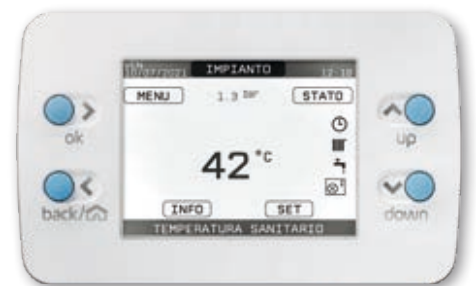 VEN
10/07/2021 IMPIANTO 12:18
MENU 1.3 bar STATO
ok
up
42 °C
back/
down
INFO SET
TEMPERATURA SANITARIO